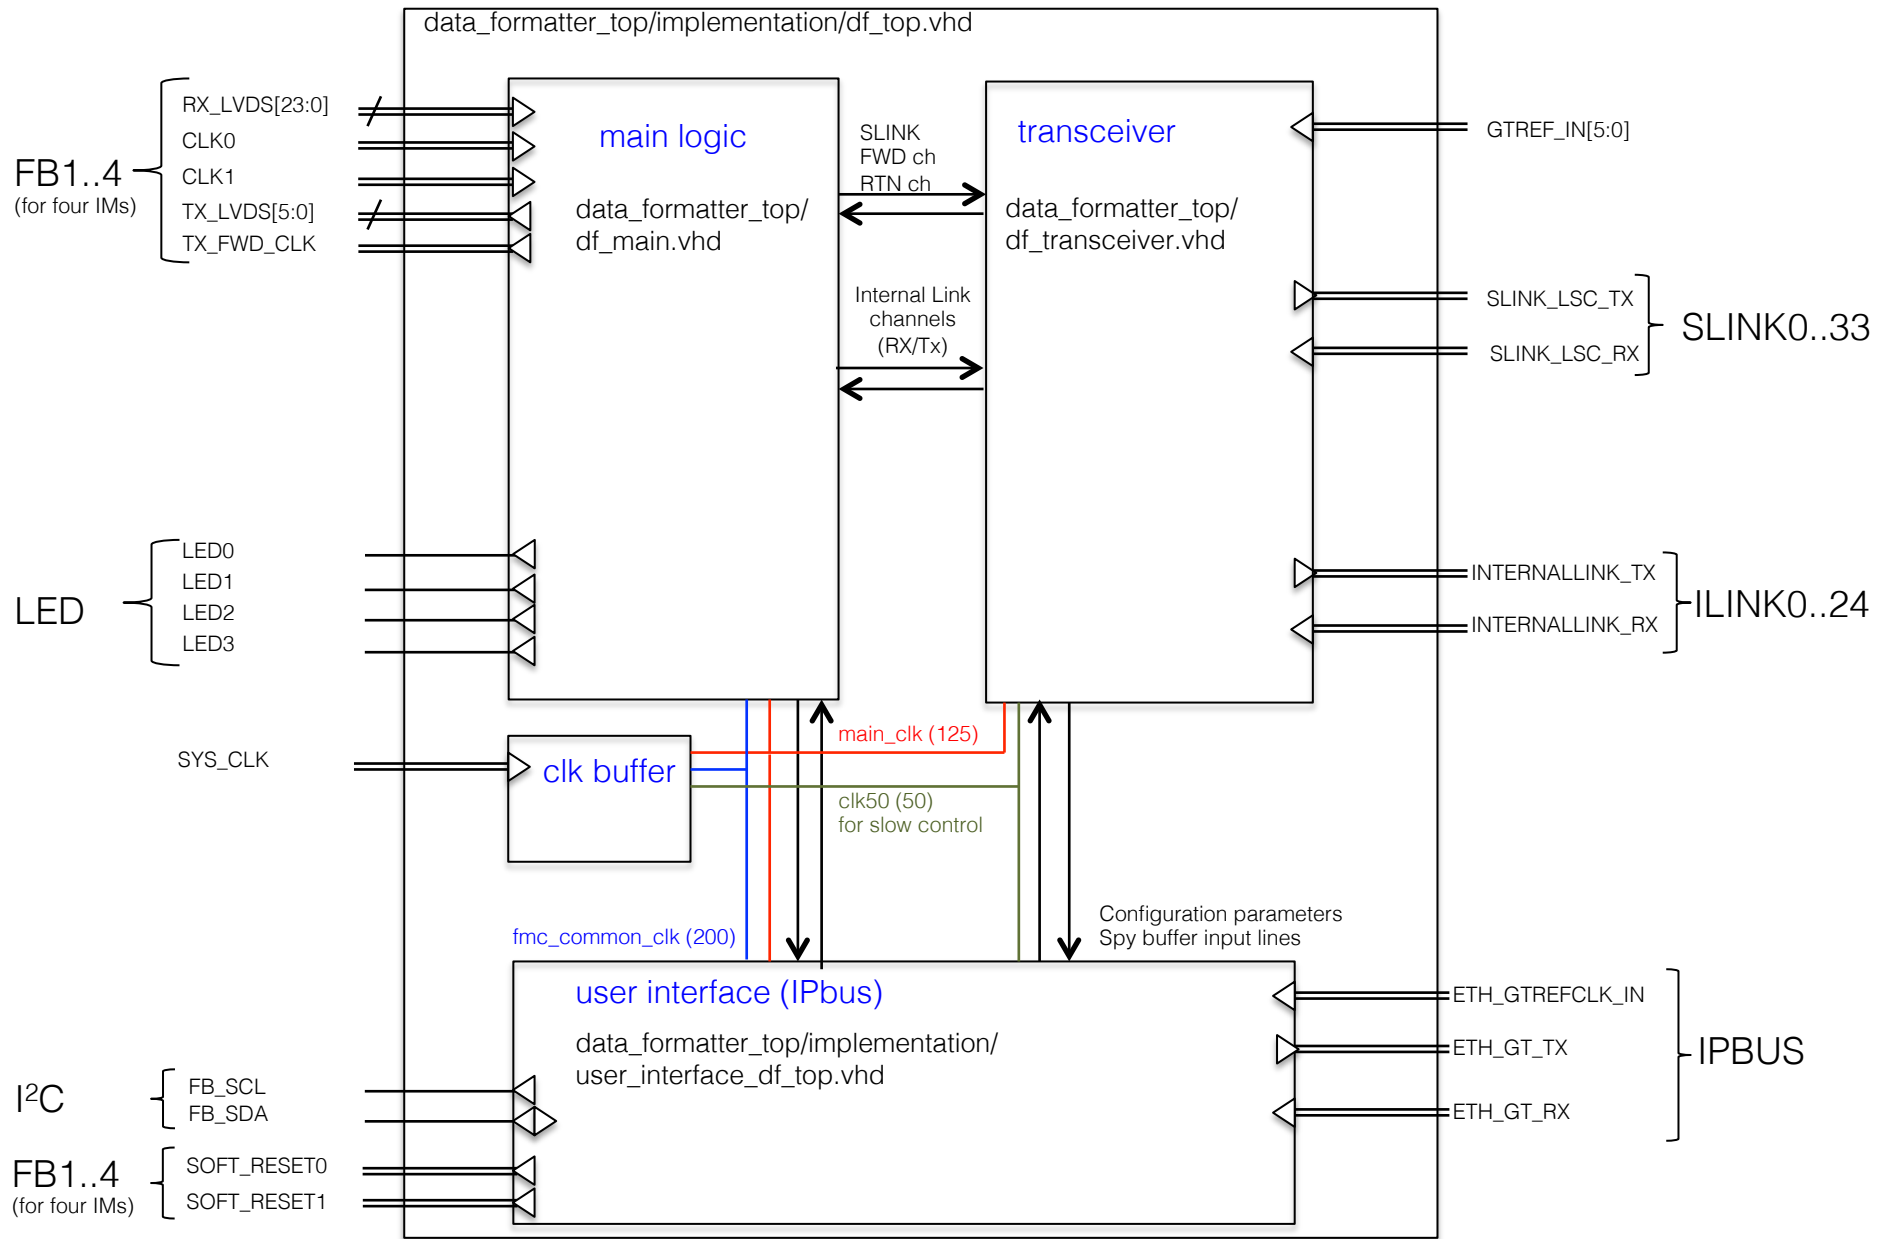 data_formatter_top/implementation/df_top.vhd
FB1..4
(for four IMs)
RX_LVDS[23:0]
CLK0
CLK1
TX_LVDS[5:0]
TX_FWD_CLK
main logic
data_formatter_top/
df_main.vhd
SLINK
FWD ch
RTN ch
Internal Link
channels
(RX/Tx)
transceiver
data_formatter_top/
df_transceiver.vhd
GTREF_IN[5:0]
SLINK_LSC_TX
SLINK_LSC_RX
SLINK0..33
LED
LED0
LED1
LED2
LED3
INTERNALLINK_TX
INTERNALLINK_RX
ILINK0..24
SYS_CLK
clk buffer
main_clk (125)
clk50 (50)
for slow control
fmc_common_clk (200)
Configuration parameters
Spy buffer input lines
user interface (IPbus)
data_formatter_top/implementation/
user_interface_df_top.vhd
ETH_GTREFCLK_IN
ETH_GT_TX
ETH_GT_RX
IPBUS
I²C
FB_SCL
FB_SDA
FB1..4
(for four IMs)
SOFT_RESET0
SOFT_RESET1